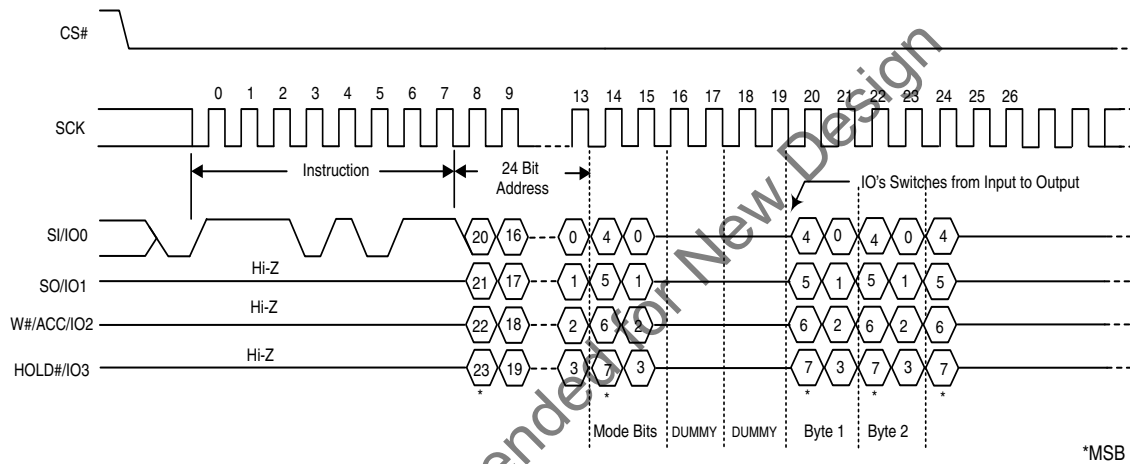 CS#
0 1 2 3 4 5 6 7 8 9 13 14 15 16 17 18 19 20 21 22 23 24 25 26
SCK
Instruction
24 Bit
Address
IO's Switches from Input to Output
SI/IO0 20 16 0 4 0 4 0 4 0 4
Hi-Z
SO/IO1 21 17 1 5 1 5 1 5 1 5
Hi-Z
W#/ACC/IO2 22 18 2 6 2 6 2 6 2 6
Hi-Z
HOLD#/IO3 23 19 3 7 3 7 3 7 3 7
* * * * *
Mode Bits DUMMY DUMMY Byte 1 Byte 2
*MSB
ended for New Design